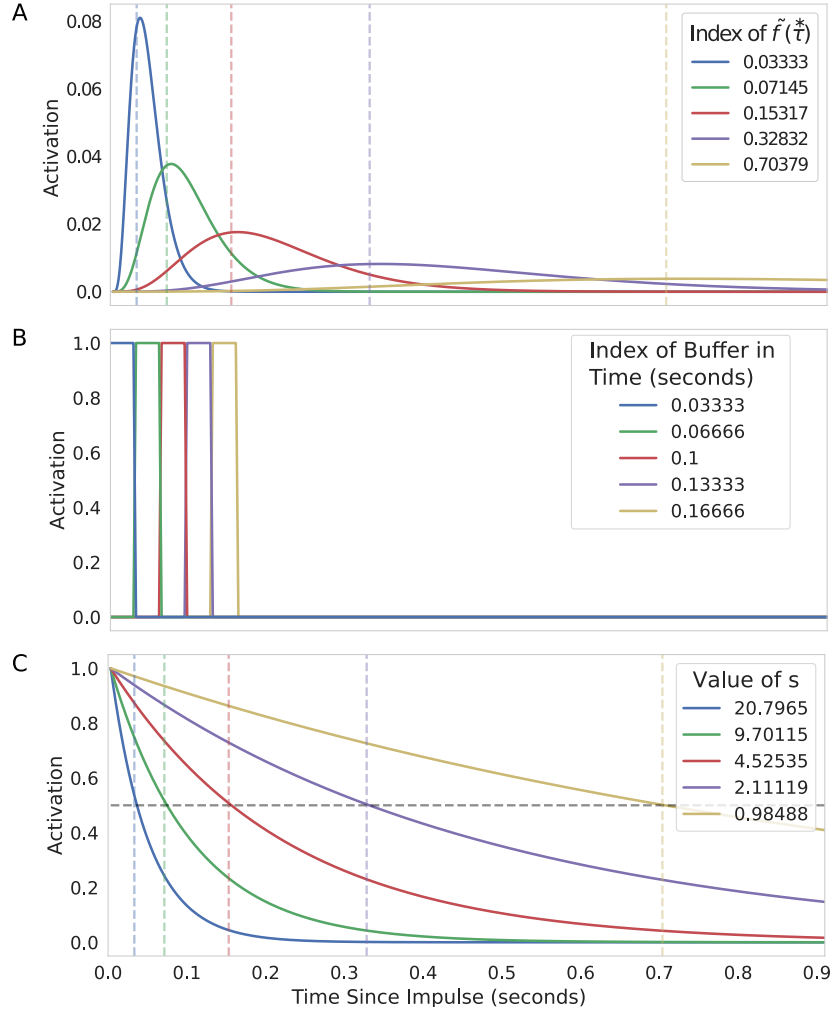 A
Activation
0.08
0.06
0.04
0.02
0.0
Index of f̃(τ*)
0.03333
0.07145
0.15317
0.32832
0.70379
B
Activation
1.0
0.8
0.6
0.4
0.2
0.0
Index of Buffer in
Time (seconds)
0.03333
0.06666
0.1
0.13333
0.16666
C
Activation
1.0
0.8
0.6
0.4
0.2
0.0
Value of s
20.7965
9.70115
4.52535
2.11119
0.98488
0.0 0.1 0.2 0.3 0.4 0.5 0.6 0.7 0.8 0.9
Time Since Impulse (seconds)